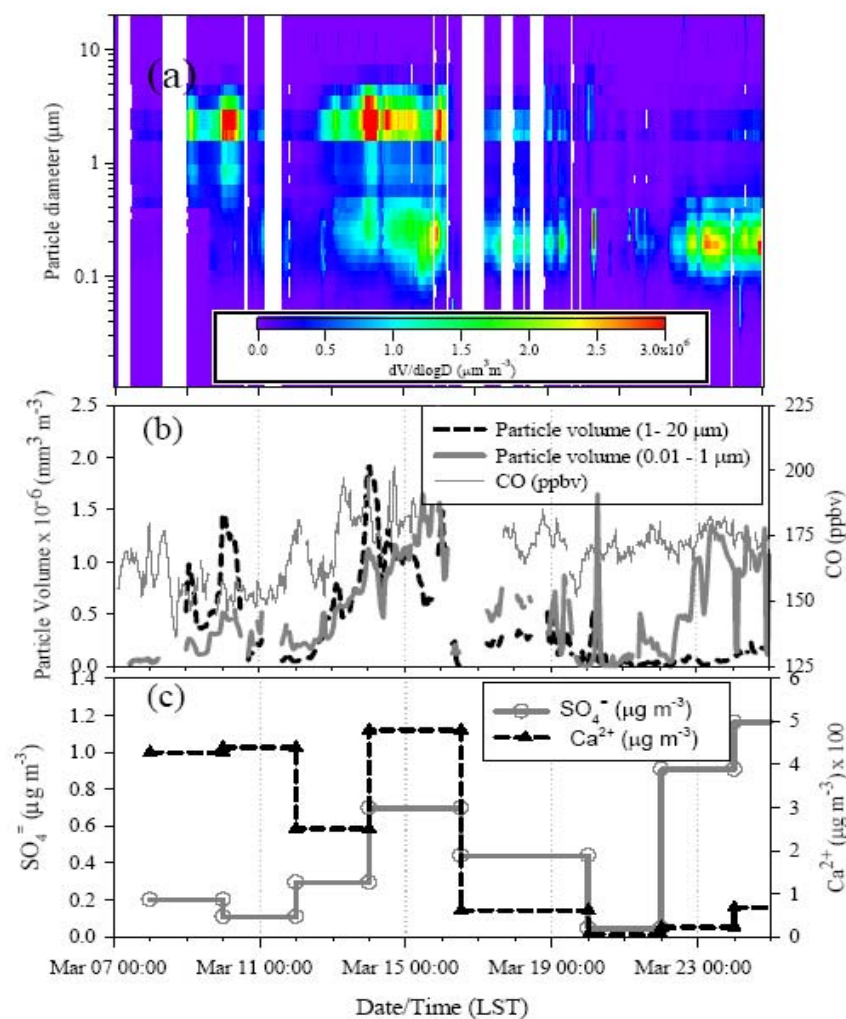 (a)
10
1
0.1
Particle diameter (μm)
0.0 0.5 1.0 1.5 2.0 2.5 3.0x10⁶
dV/dlogD (μm³m⁻³)
(b)
2.5
2.0
1.5
1.0
0.5
0.0
Particle Volume x 10⁻⁶ (mm³ m⁻³)
Particle volume (1- 20 μm)
Particle volume (0.01 - 1 μm)
CO (ppbv)
225
200
175
150
125
CO (ppbv)
(c)
1.4
1.2
1.0
0.8
0.6
0.4
0.2
0.0
SO₄⁼ (μg m⁻³)
SO₄⁼ (μg m⁻³)
Ca²⁺ (μg m⁻³)
6
5
4
3
2
1
0
Ca²⁺ (μg m⁻³) x 100
Mar 07 00:00 Mar 11 00:00 Mar 15 00:00 Mar 19 00:00 Mar 23 00:00
Date/Time (LST)